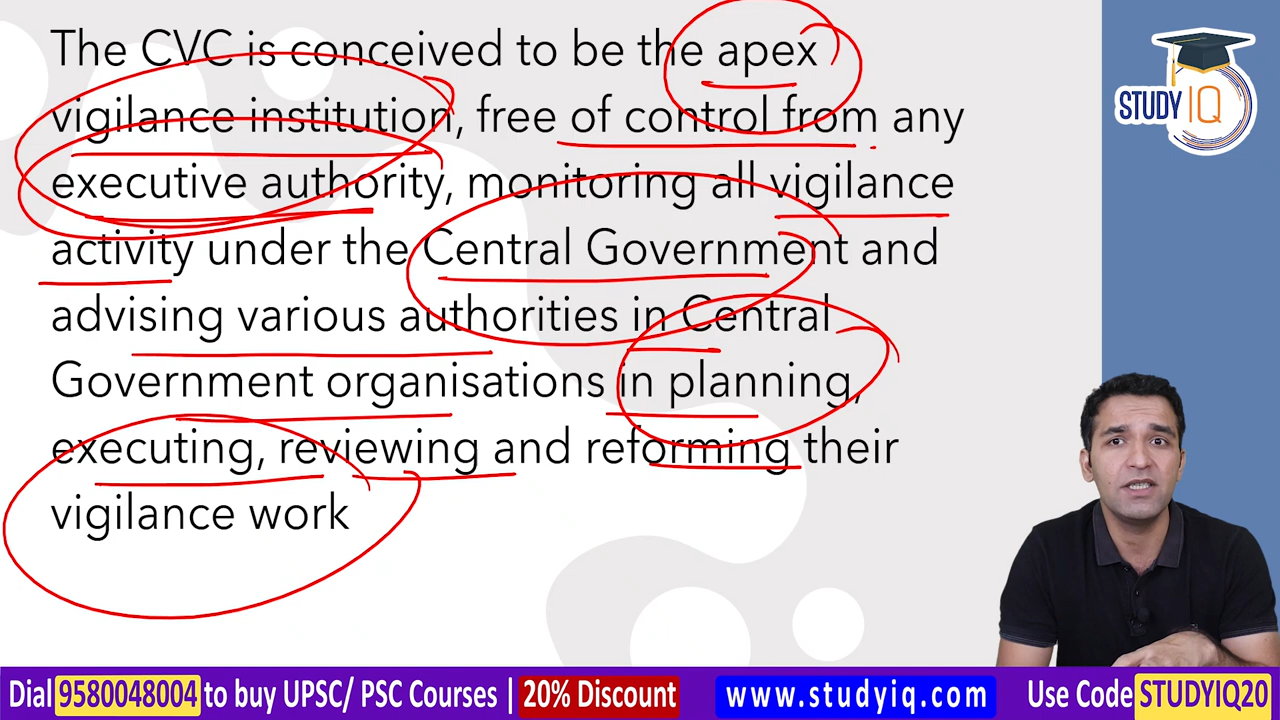 The CVC is conceived to be the apex
vigilance institution, free of control from any
executive authority, monitoring all vigilance
activity under the Central Government and
advising various authorities in Central
Government organisations in planning,
executing, reviewing and reforming their
vigilance work
STUDY IQ
Dial 9580048004 to buy UPSC/ PSC Courses | 20% Discount www.studyiq.com Use Code STUDYIQ20